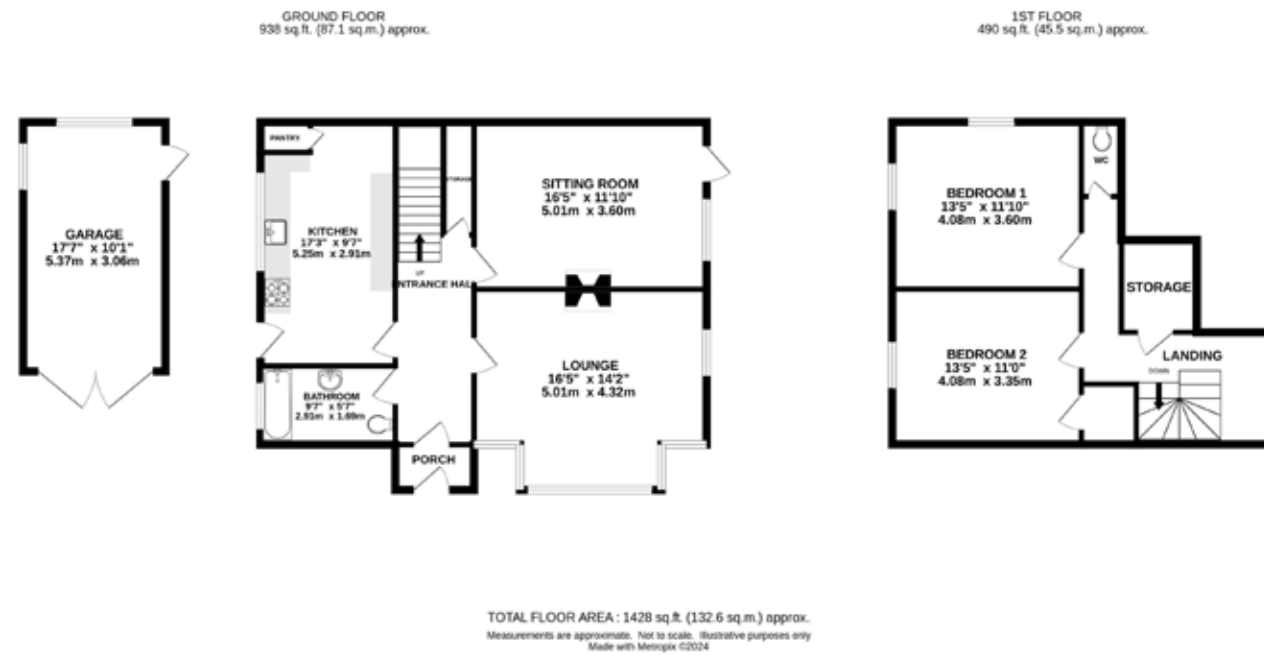 GROUND FLOOR
938 sq.ft. (87.1 sq.m.) approx.
1ST FLOOR
490 sq.ft. (45.5 sq.m.) approx.
GARAGE
17'7" x 10'1"
5.37m x 3.06m
PANTRY
KITCHEN
17'3" x 9'7"
5.25m x 2.91m
STORAGE
UP
ENTRANCE HALL
SITTING ROOM
16'5" x 11'10"
5.01m x 3.60m
LOUNGE
16'5" x 14'2"
5.01m x 4.32m
BATHROOM
9'7" x 5'7"
2.91m x 1.69m
PORCH
BEDROOM 1
13'5" x 11'10"
4.08m x 3.60m
WC
STORAGE
BEDROOM 2
13'5" x 11'0"
4.08m x 3.35m
LANDING
DOWN
TOTAL FLOOR AREA : 1428 sq.ft. (132.6 sq.m.) approx.
Measurements are approximate. Not to scale. Illustrative purposes only
Made with Metropix ©2024